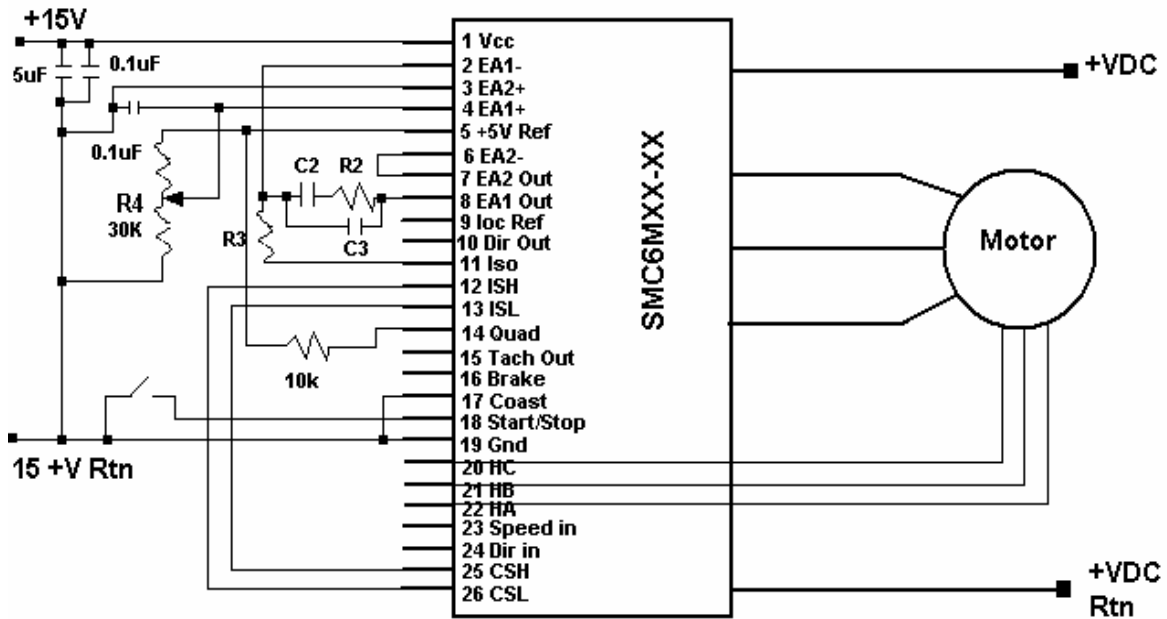 +15V
5uF
0.1uF
0.1uF
R4
30K
R3
C2
R2
C3
10k
15 +V Rtn
1 Vcc
2 EA1-
3 EA2+
4 EA1+
5 +5V Ref
6 EA2-
7 EA2 Out
8 EA1 Out
9 Ioc Ref
10 Dir Out
11 Iso
12 ISH
13 ISL
14 Quad
15 Tach Out
16 Brake
17 Coast
18 Start/Stop
19 Gnd
20 HC
21 HB
22 HA
23 Speed in
24 Dir in
25 CSH
26 CSL
SMC6MXX-XX
+VDC
Motor
+VDC
Rtn